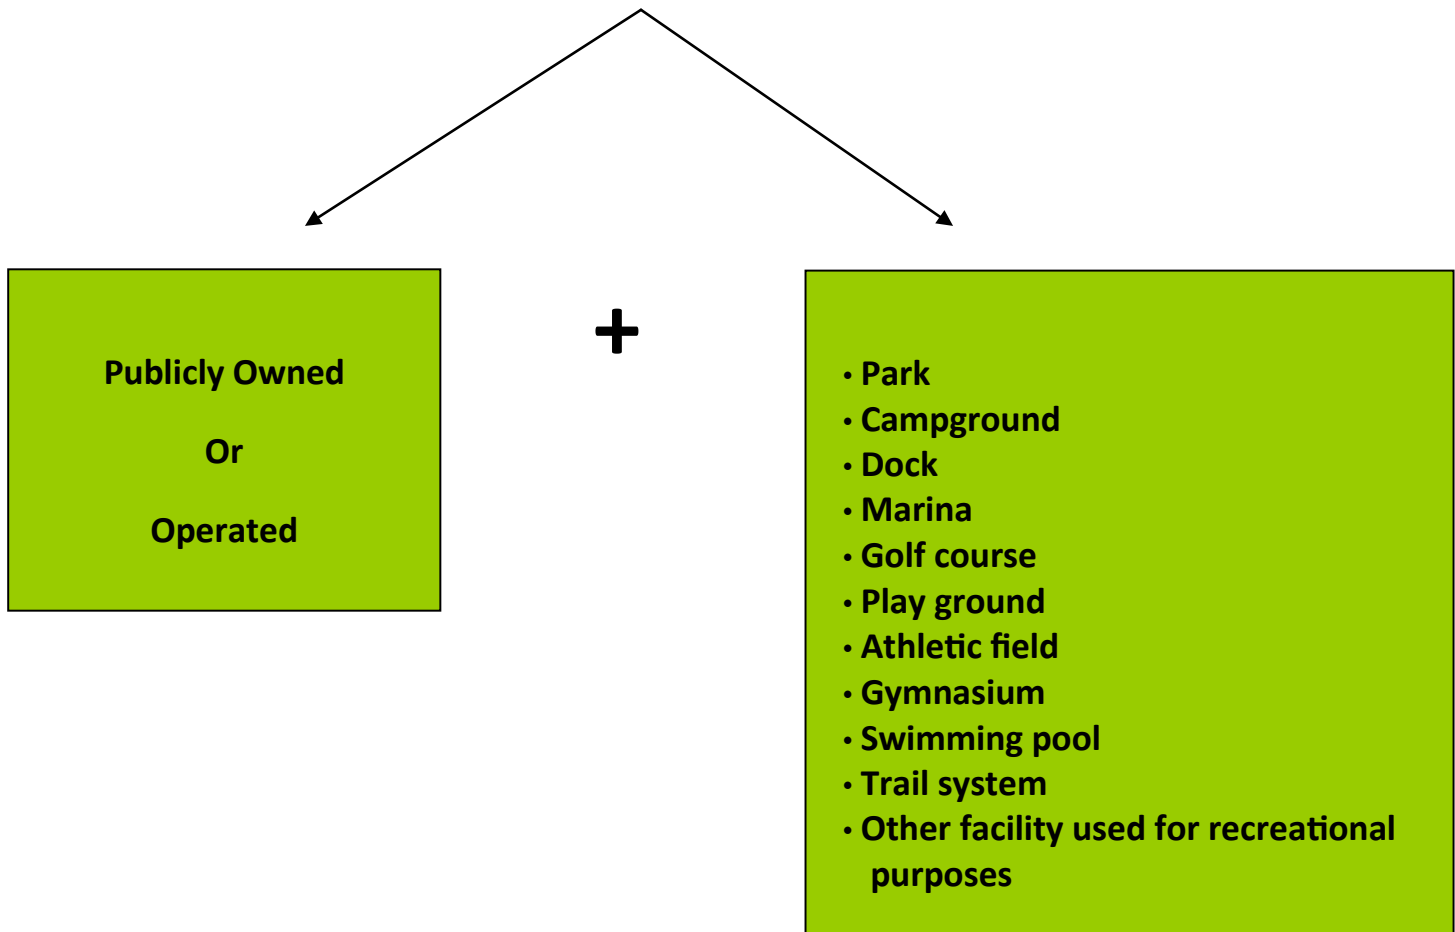 Publicly Owned
Or
Operated
+
• Park
• Campground
• Dock
• Marina
• Golf course
• Play ground
• Athletic field
• Gymnasium
• Swimming pool
• Trail system
• Other facility used for recreational
purposes